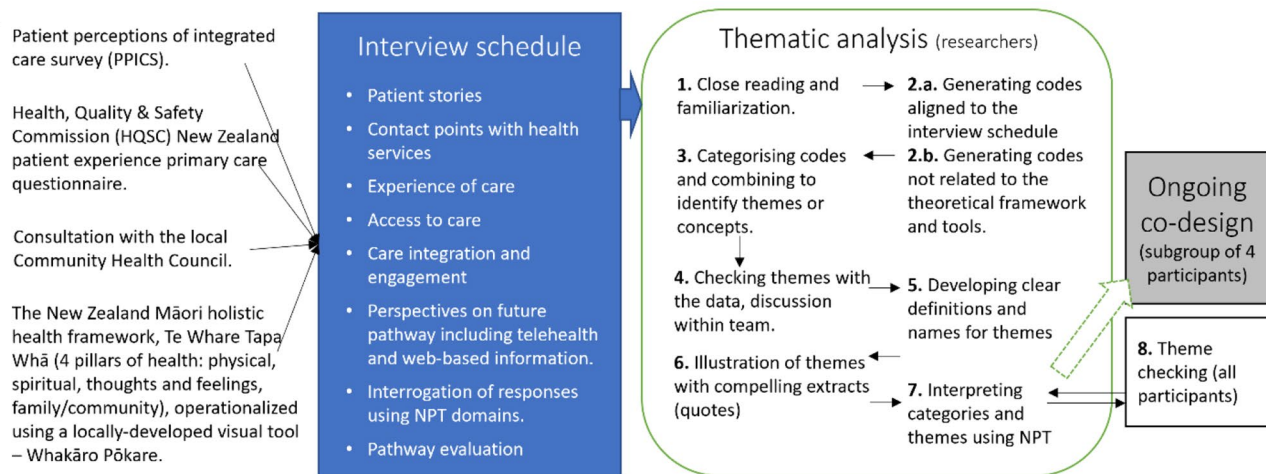 Patient perceptions of integrated
care survey (PPICS).
Health, Quality & Safety
Commission (HQSC) New Zealand
patient experience primary care
questionnaire.
Consultation with the local
Community Health Council.
The New Zealand Māori holistic
health framework, Te Whare Tapa
Whā (4 pillars of health: physical,
spiritual, thoughts and feelings,
family/community), operationalized
using a locally-developed visual tool
– Whakāro Pōkare.
Interview schedule
• Patient stories
• Contact points with health
services
• Experience of care
• Access to care
• Care integration and
engagement
• Perspectives on future
pathway including telehealth
and web-based information.
• Interrogation of responses
using NPT domains.
• Pathway evaluation
Thematic analysis (researchers)
1. Close reading and
familiarization.
2.a. Generating codes
aligned to the
interview schedule
2.b. Generating codes
not related to the
theoretical framework
and tools.
3. Categorising codes
and combining to
identify themes or
concepts.
4. Checking themes with
the data, discussion
within team.
5. Developing clear
definitions and
names for themes
6. Illustration of themes
with compelling extracts
(quotes)
7. Interpreting
categories and
themes using NPT
8. Theme
checking (all
participants)
Ongoing
co-design
(subgroup of 4
participants)